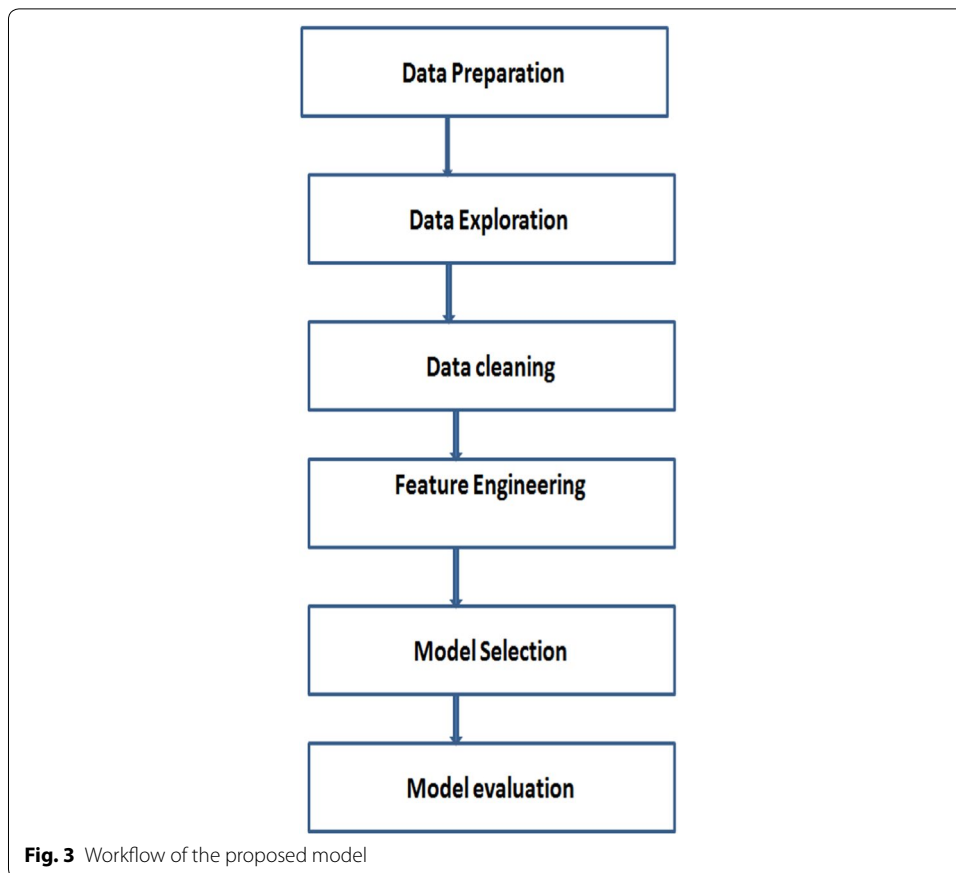 Data Preparation
Data Exploration
Data cleaning
Feature Engineering
Model Selection
Model evaluation
Fig. 3 Workflow of the proposed model